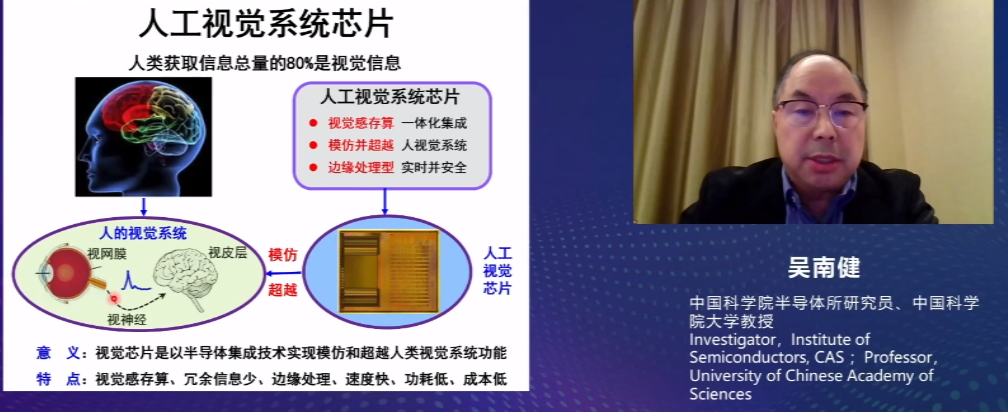 人工视觉系统芯片
人类获取信息总量的80%是视觉信息
人工视觉系统芯片
● 视觉感存算 一体化集成
● 模仿并超越 人视觉系统
● 边缘处理型 实时并安全
人的视觉系统
视网膜
视皮层
视神经
模仿
超越
人工
视觉
芯片
意 义：视觉芯片是以半导体集成技术实现模仿和超越人类视觉系统功能
特 点：视觉感存算、冗余信息少、边缘处理、速度快、功耗低、成本低
吴南健
中国科学院半导体所研究员、中国科学
院大学教授
Investigator, Institute of
Semiconductors, CAS ；Professor,
University of Chinese Academy of
Sciences